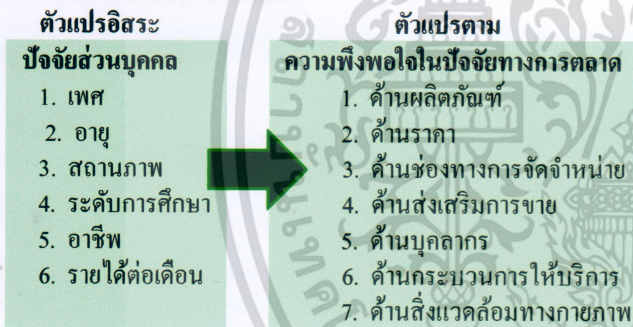 ตัวแปรอิสระ
ปัจจัยส่วนบุคคล
1. เพศ
2. อายุ
3. สถานภาพ
4. ระดับการศึกษา
5. อาชีพ
6. รายได้ต่อเดือน
ตัวแปรตาม
ความพึงพอใจในปัจจัยทางการตลาด
1. ด้านผลิตภัณฑ์
2. ด้านราคา
3. ด้านช่องทางการจัดจำหน่าย
4. ด้านส่งเสริมการขาย
5. ด้านบุคลากร
6. ด้านกระบวนการให้บริการ
7. ด้านสิ่งแวดล้อมทางกายภาพ